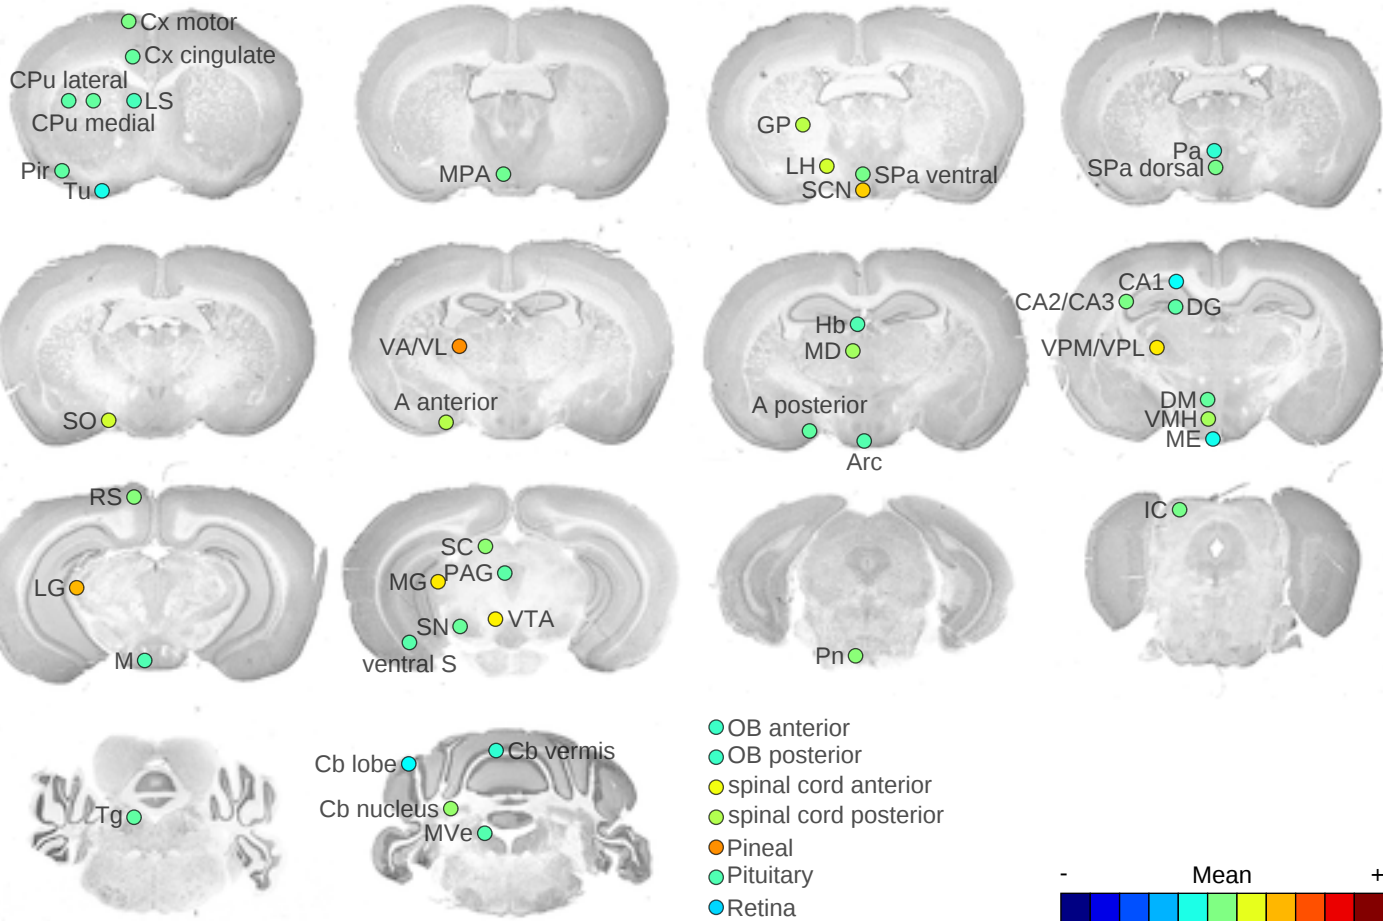 Cx motor
Cx cingulate
CPu lateral
LS
CPu medial
Pir
Tu
MPA
GP
LH
SPa ventral
SCN
Pa
SPa dorsal
SO
VA/VL
A anterior
Hb
MD
A posterior
Arc
CA1
CA2/CA3
DG
VPM/VPL
DM
VMH
ME
RS
LG
M
SC
PAG
MG
VTA
SN
ventral S
Pn
IC
Tg
Cb lobe
Cb vermis
Cb nucleus
MVe
OB anterior
OB posterior
spinal cord anterior
spinal cord posterior
Pineal
Pituitary
Retina
- Mean +